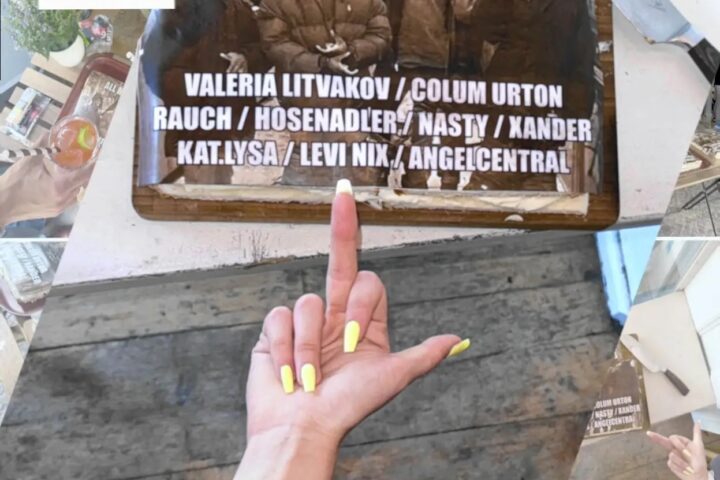 VALERIA LITVAKOV / COLUM URTON
RAUCH / HOSENADLER / NASTY / XANDER
KAT.LYSA / LEVI NIX / ANGELCENTRAL
COLUM URTON
/ NASTY / XANDER
ANGELCENTRAL